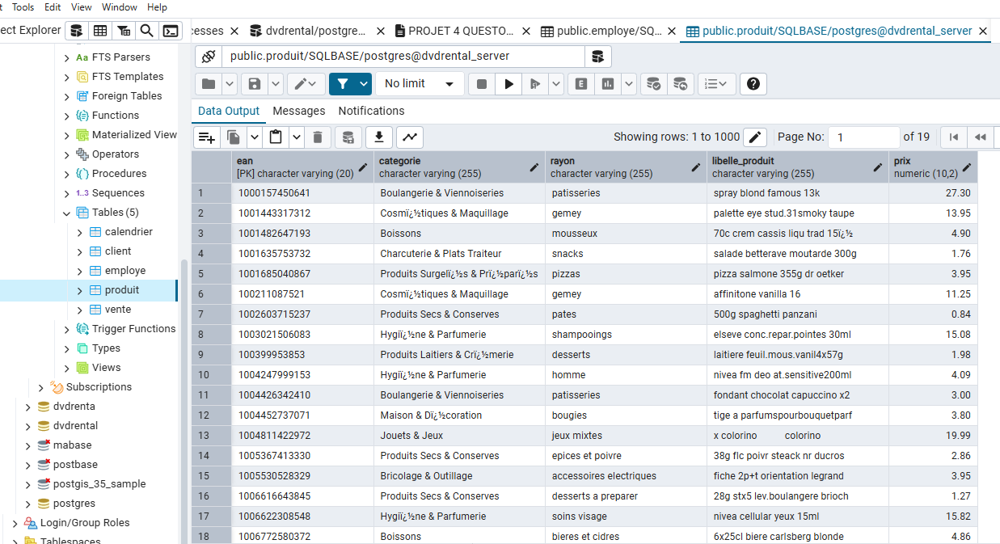 Tools Edit View Window Help
ect Explorer
cesses
dvdrental/postgre...
PROJET 4 QUESTO...
public.employe/SQ...
public.produit/SQLBASE/postgres@dvdrental_server
public.produit/SQLBASE/postgres@dvdrental_server
No limit
Data Output Messages Notifications
Showing rows: 1 to 1000
Page No: 1 of 19
FTS Parsers
FTS Templates
Foreign Tables
Functions
Materialized View
Operators
Procedures
1..3 Sequences
Tables (5)
calendrier
client
employe
produit
vente
Trigger Functions
Types
Views
Subscriptions
dvdrenta
dvdrental
mabase
postbase
postgis_35_sample
postgres
Login/Group Roles
Tablespaces
ean categorie rayon libelle_produit prix
[PK] character varying (20) character varying (255) character varying (255) character varying (255) numeric (10,2)
1 1000157450641 Boulangerie & Viennoiseries patisseries spray blond famous 13k 27.30
2 1001443317312 Cosmï¿½tiques & Maquillage gemey palette eye stud.31smoky taupe 13.95
3 1001482647193 Boissons mousseux 70c crem cassis liqu trad 15ï¿½ 4.90
4 1001635753732 Charcuterie & Plats Traiteur snacks salade betterave moutarde 300g 1.76
5 1001685040867 Produits Surgelï¿½s & Prï¿½parï¿½s pizzas pizza salmone 355g dr oetker 3.95
6 100211087521 Cosmï¿½tiques & Maquillage gemey affinitone vanilla 16 11.25
7 1002603715237 Produits Secs & Conserves pates 500g spaghetti panzani 0.84
8 1003021506083 Hygiï¿½ne & Parfumerie shampooings elseve conc.repar.pointes 30ml 15.08
9 100399953853 Produits Laitiers & Crï¿½merie desserts laitiere feuil.mous.vanil4x57g 1.98
10 1004247999153 Hygiï¿½ne & Parfumerie homme nivea fm deo at.sensitive200ml 4.09
11 1004426342410 Boulangerie & Viennoiseries patisseries fondant chocolat capuccino x2 3.00
12 1004452737071 Maison & Dï¿½coration bougies tige a parfumspourbouquetparf 3.80
13 1004811422972 Jouets & Jeux jeux mixtes x colorino colorino 19.99
14 1005367413330 Produits Secs & Conserves epices et poivre 38g flc poivr steack nr ducros 2.86
15 1005530528329 Bricolage & Outillage accessoires electriques fiche 2p+t orientation legrand 3.95
16 1006616643845 Produits Secs & Conserves desserts a preparer 28g stx5 lev.boulangere brioch 1.27
17 1006622308548 Hygiï¿½ne & Parfumerie soins visage nivea cellular yeux 15ml 15.82
18 1006772580372 Boissons bieres et cidres 6x25cl biere carlsberg blonde 4.86